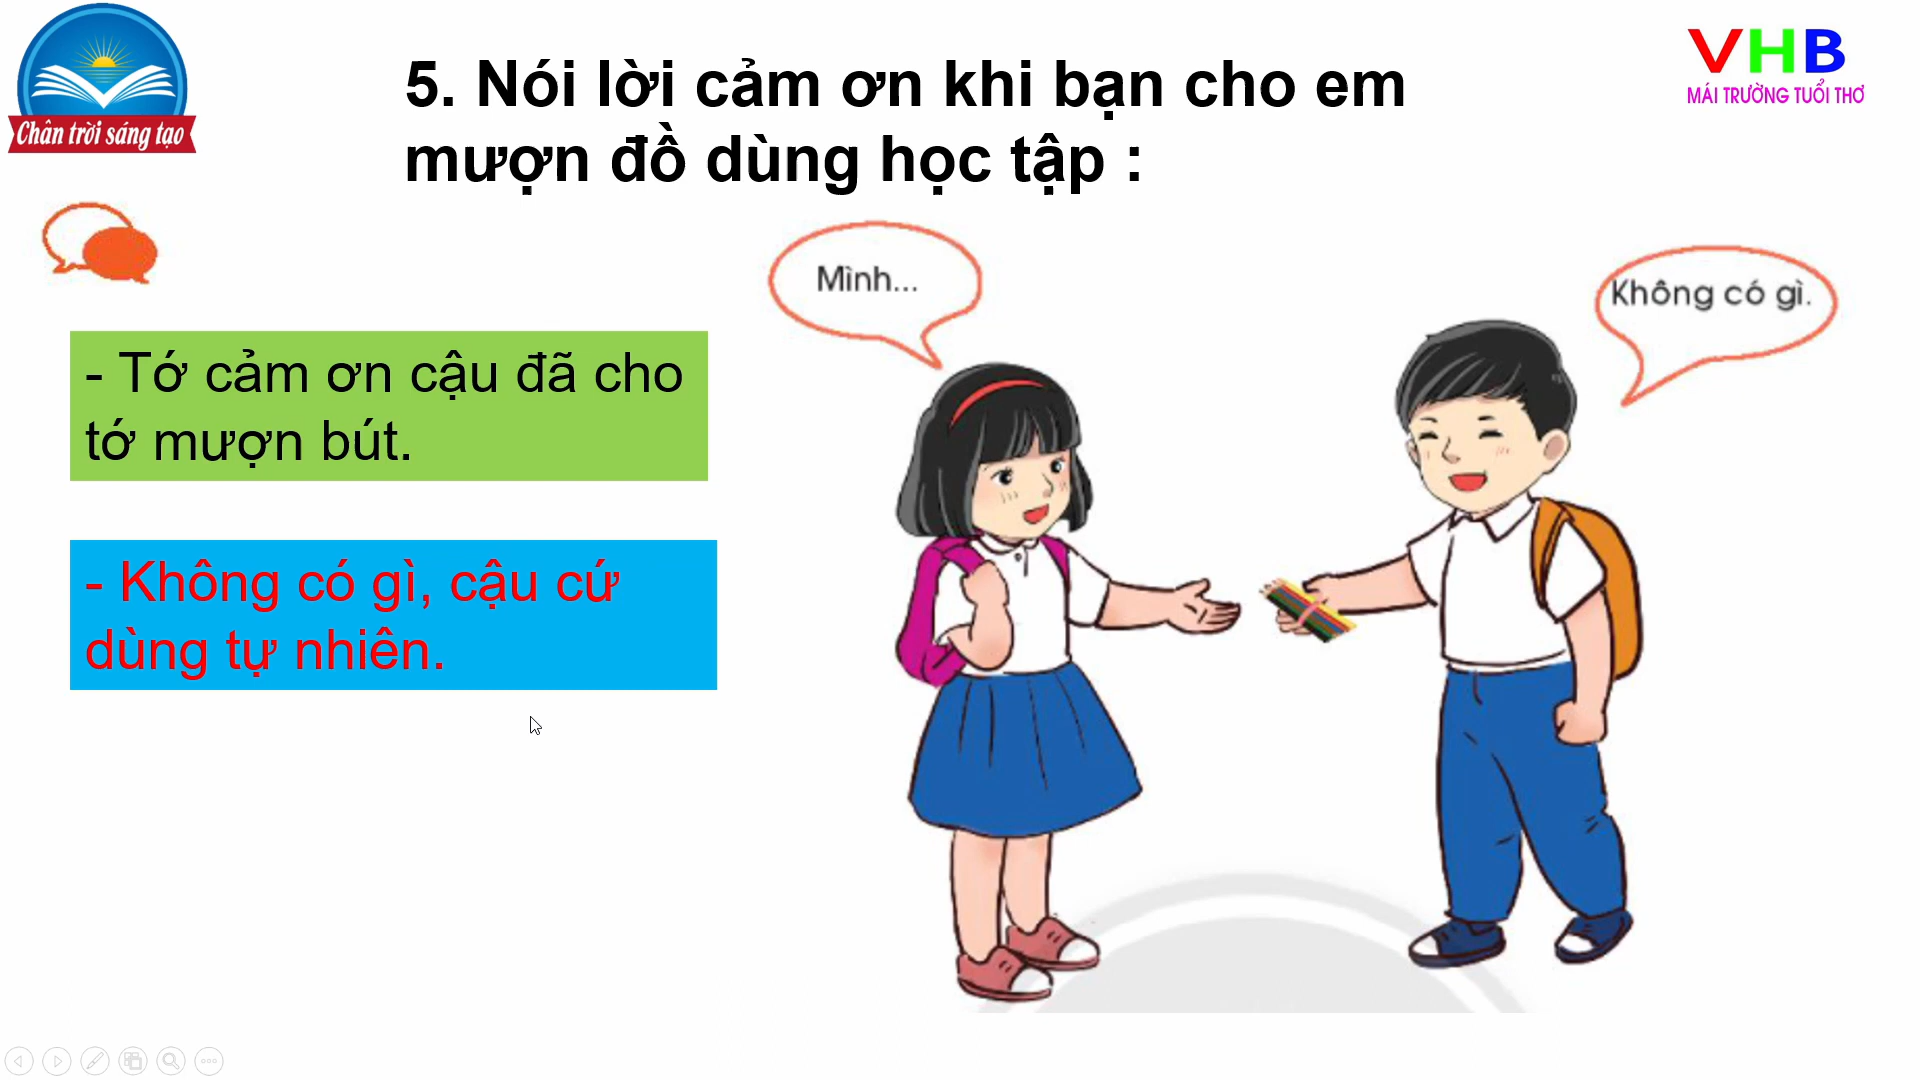 Chân trời sáng tạo
VHB
MÁI TRƯỜNG TUỔI THƠ
5. Nói lời cảm ơn khi bạn cho em
mượn đồ dùng học tập :
Mình...
Không có gì.
- Tớ cảm ơn cậu đã cho
tớ mượn bút.
- Không có gì, cậu cứ
dùng tự nhiên.